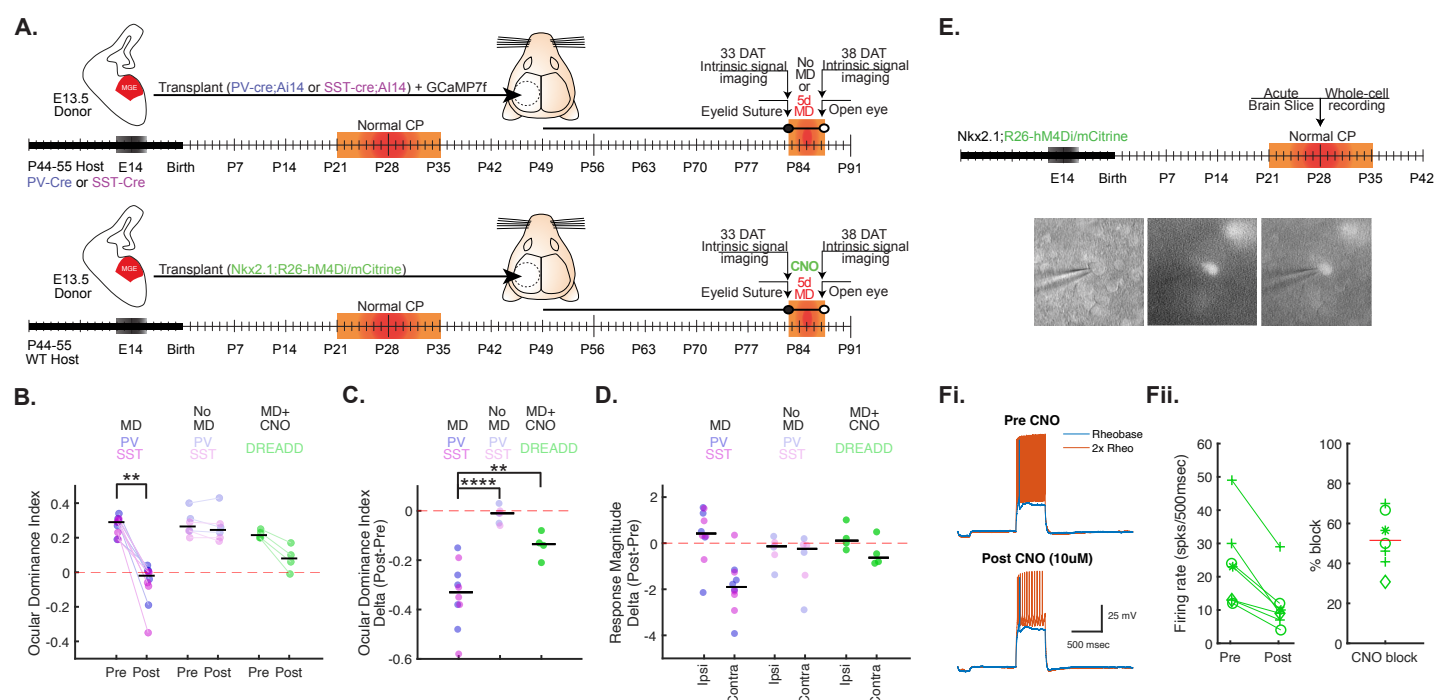 A.
MGE
E13.5
Donor
Transplant (PV-cre;Ai14 or SST-cre;AI14) + GCaMP7f
33 DAT
Intrinsic signal
imaging
No
MD
or
5d
MD
38 DAT
Intrinsic signal
imaging
Eyelid Suture
Open eye
Normal CP
P44-55 Host
PV-Cre or SST-Cre
E14
Birth
P7
P14
P21
P28
P35
P42
P49
P56
P63
P70
P77
P84
P91
MGE
E13.5
Donor
Transplant (Nkx2.1;R26-hM4Di/mCitrine)
33 DAT
Intrinsic signal
imaging
CNO
5d
MD
38 DAT
Intrinsic signal
imaging
Eyelid Suture
Open eye
Normal CP
P44-55
WT Host
E14
Birth
P7
P14
P21
P28
P35
P42
P49
P56
P63
P70
P77
P84
P91
E.
Acute
Brain Slice
Whole-cell
recording
Nkx2.1;R26-hM4Di/mCitrine
Normal CP
E14
Birth
P7
P14
P21
P28
P35
P42
B.
MD
PV
SST
No
MD
PV
SST
MD+
CNO
DREADD
**
Ocular Dominance Index
0.4
0.2
0
-0.2
-0.4
Pre
Post
Pre
Post
Pre
Post
C.
MD
PV
SST
No
MD
PV
SST
MD+
CNO
DREADD
**
****
Ocular Dominance Index
Delta (Post-Pre)
0
-0.2
-0.4
-0.6
D.
MD
PV
SST
No
MD
PV
SST
MD+
CNO
DREADD
Response Magnitude
Delta (Post-Pre)
2
0
-2
-4
Ipsi
Contra
Ipsi
Contra
Ipsi
Contra
Fi.
Pre CNO
Rheobase
2x Rheo
Post CNO (10uM)
25 mV
500 msec
Fii.
Firing rate (spks/500msec)
60
50
40
30
20
10
0
Pre
Post
% block
100
80
60
40
20
0
CNO block